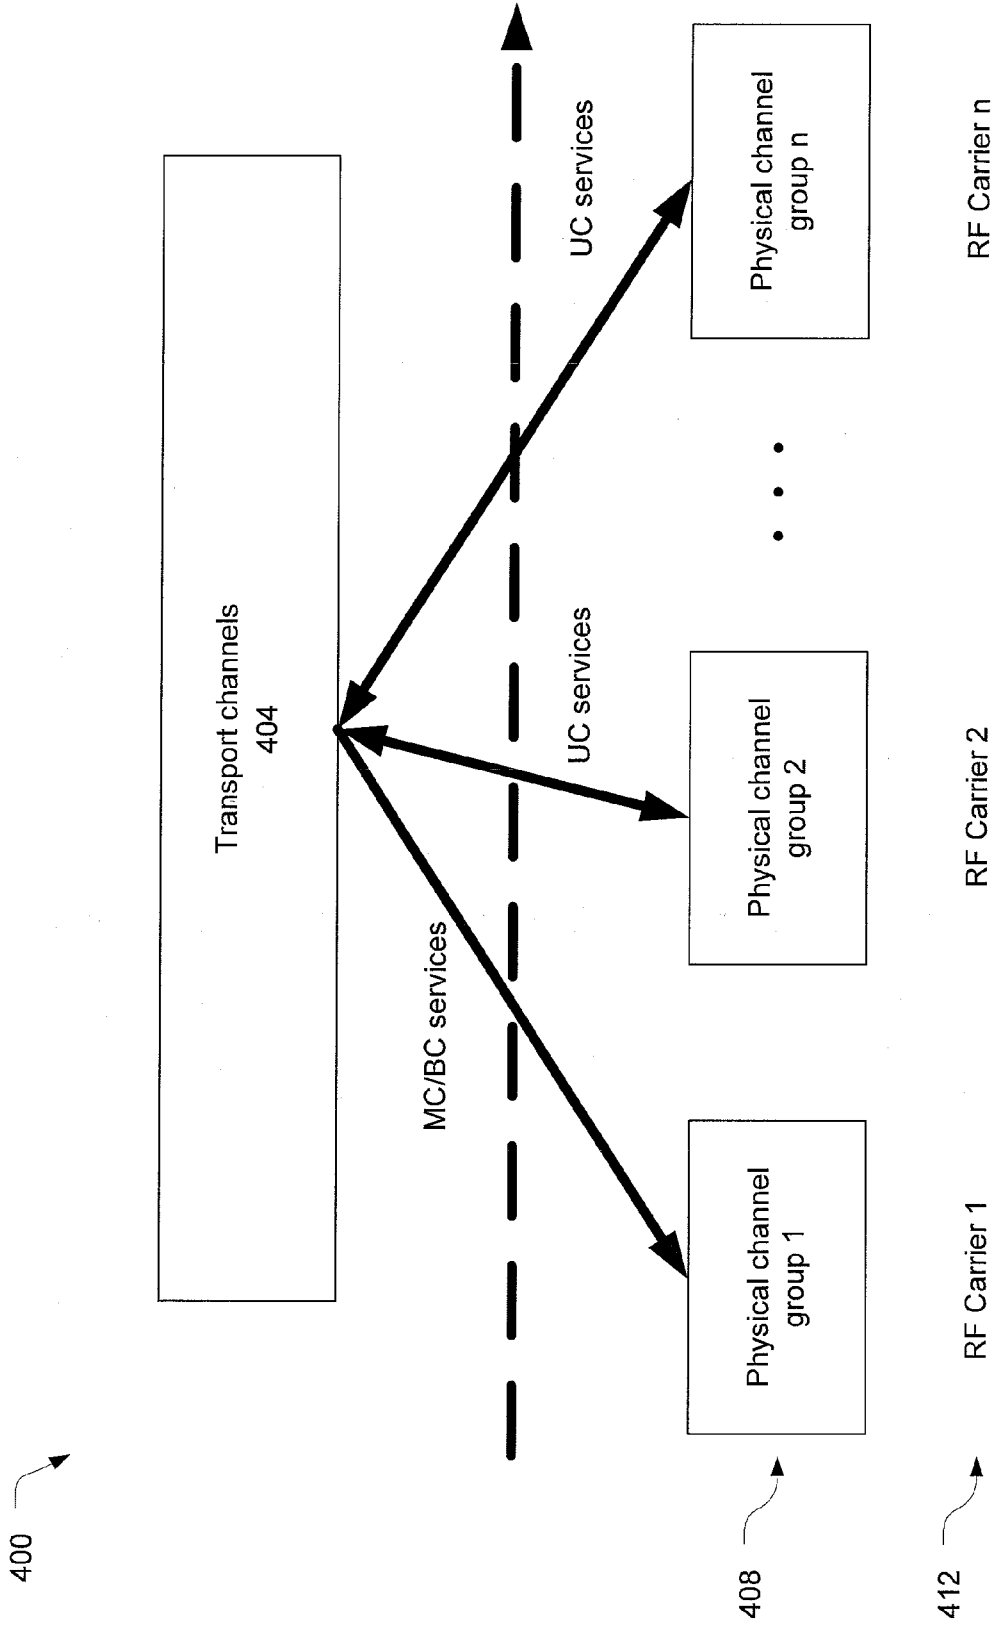 400
Transport channels
404
MC/BC services
UC services
UC services
408
Physical channel
group 1
Physical channel
group 2
Physical channel
group n
412
RF Carrier 1
RF Carrier 2
RF Carrier n